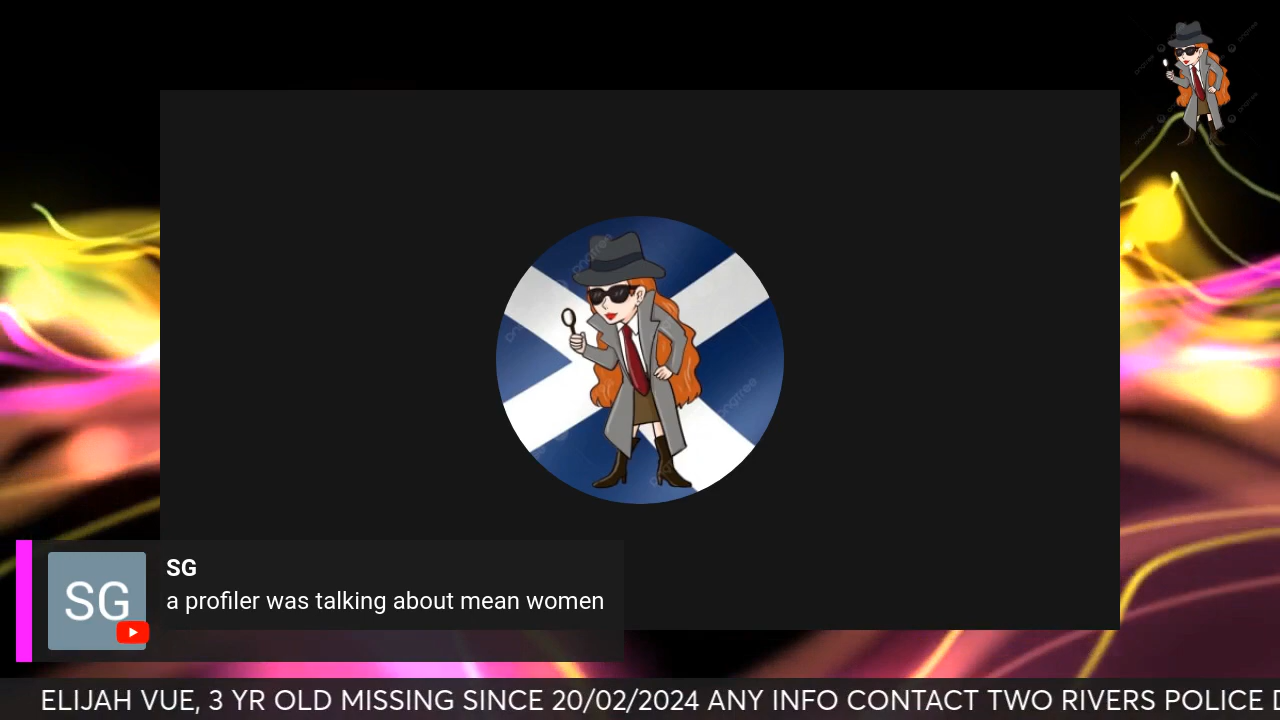 SG
SG
a profiler was talking about mean women
ELIJAH VUE, 3 YR OLD MISSING SINCE 20/02/2024 ANY INFO CONTACT TWO RIVERS POLICE D